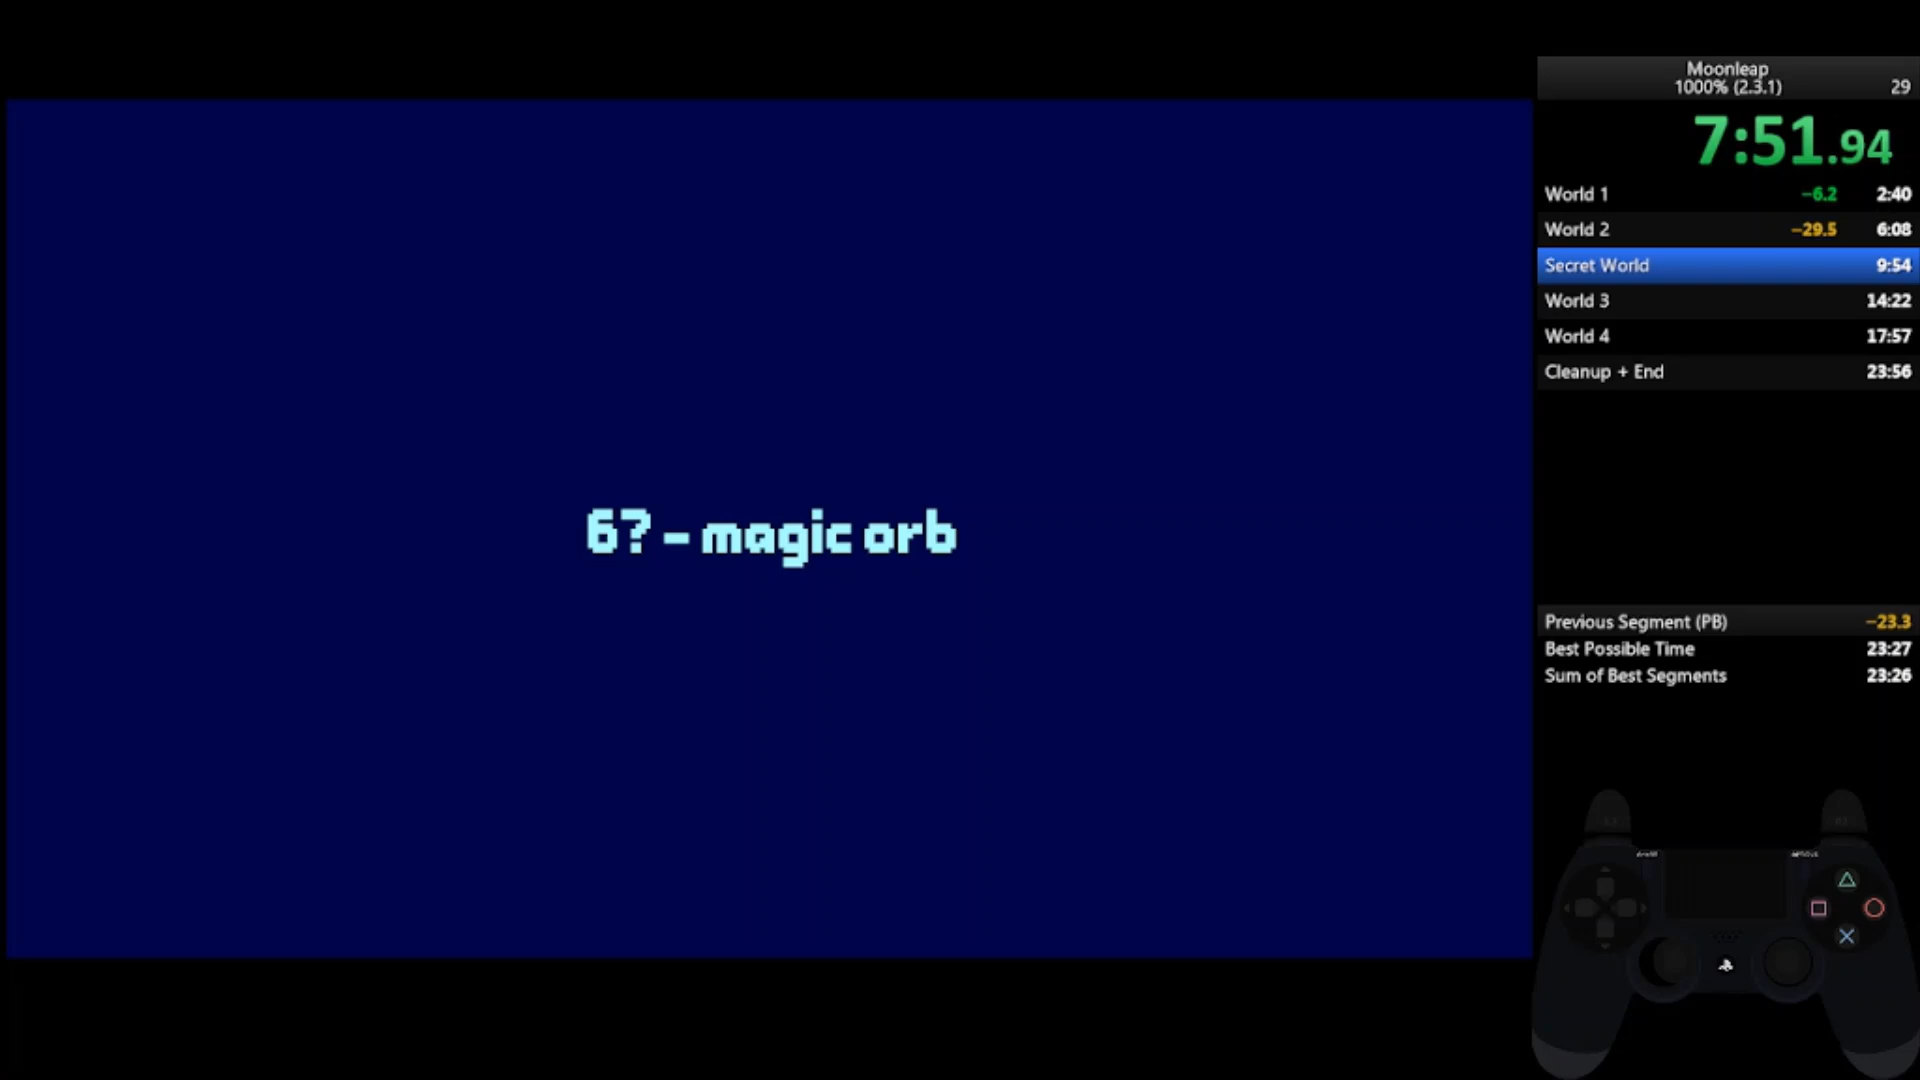 6? - magic orb
Moonleap
1000% (2.3.1) 29
7:51.94
World 1 −6.2 2:40
World 2 −29.5 6:08
Secret World 9:54
World 3 14:22
World 4 17:57
Cleanup + End 23:56
Previous Segment (PB) −23.3
Best Possible Time 23:27
Sum of Best Segments 23:26